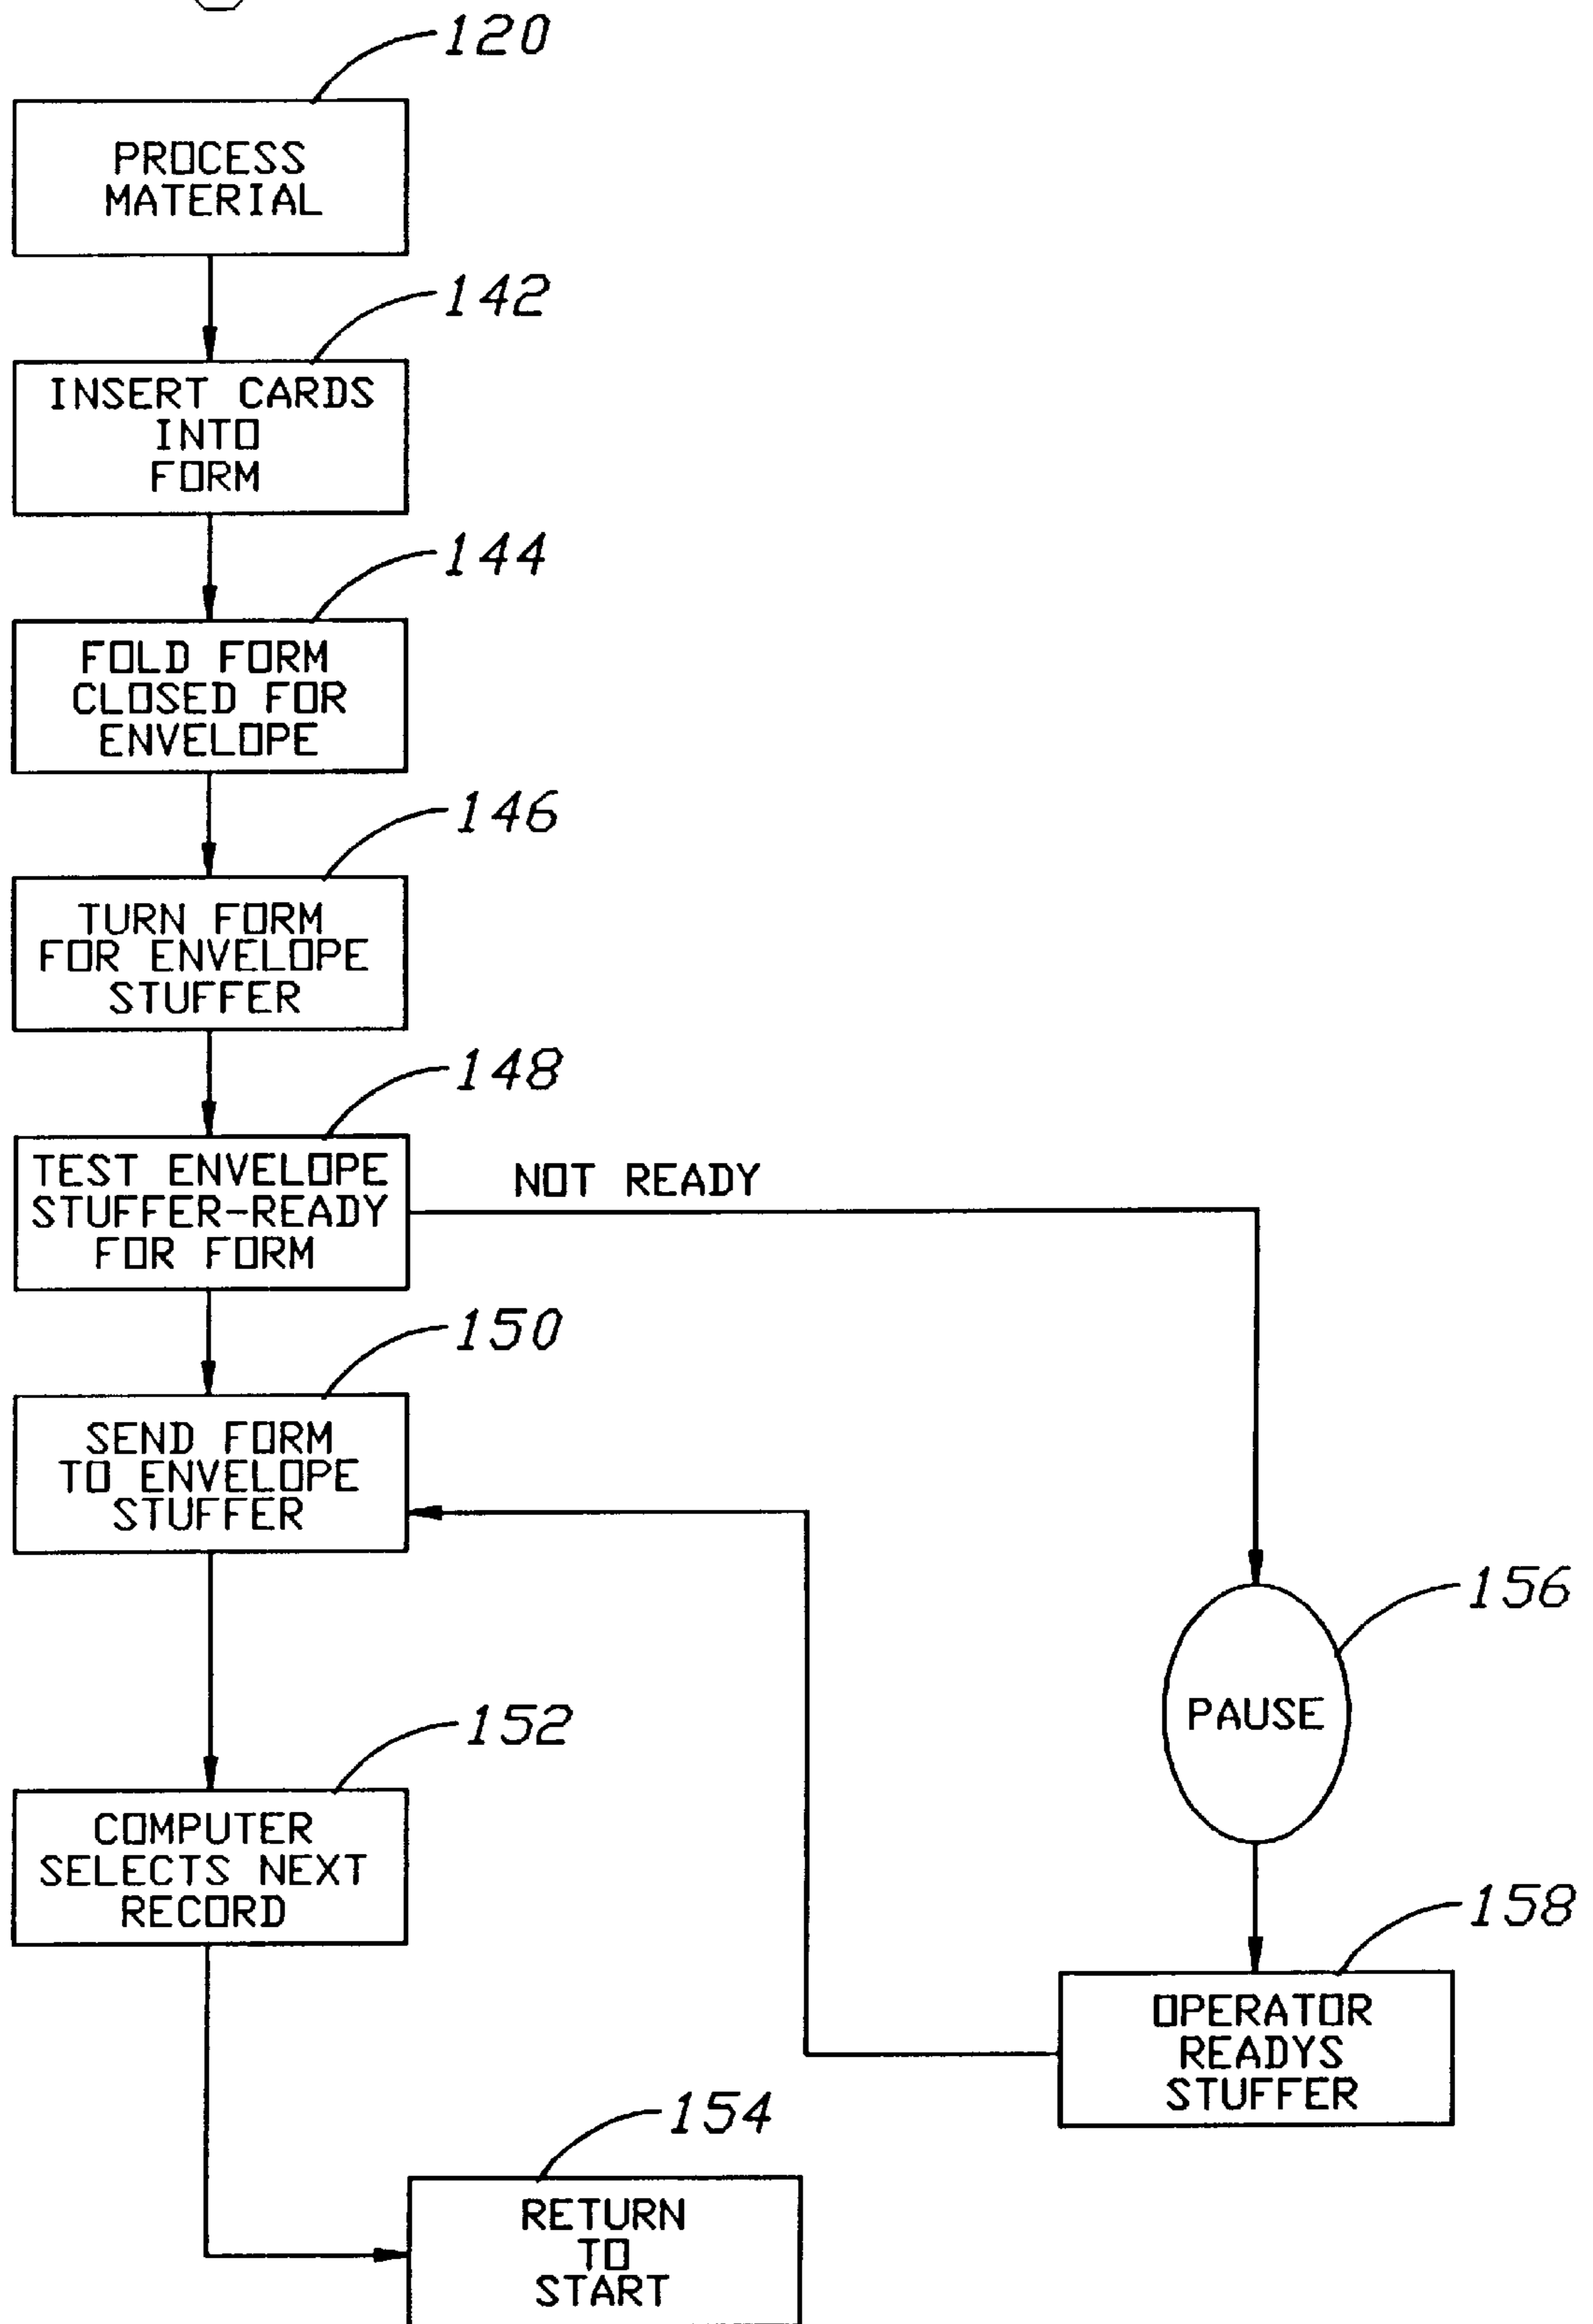 120
PROCESS
MATERIAL
142
INSERT CARDS
INTO
FORM
144
FOLD FORM
CLOSED FOR
ENVELOPE
146
TURN FORM
FOR ENVELOPE
STUFFER
148
TEST ENVELOPE
STUFFER-READY
FOR FORM
NOT READY
150
SEND FORM
TO ENVELOPE
STUFFER
156
PAUSE
152
COMPUTER
SELECTS NEXT
RECORD
158
OPERATOR
READYS
STUFFER
154
RETURN
TO
START